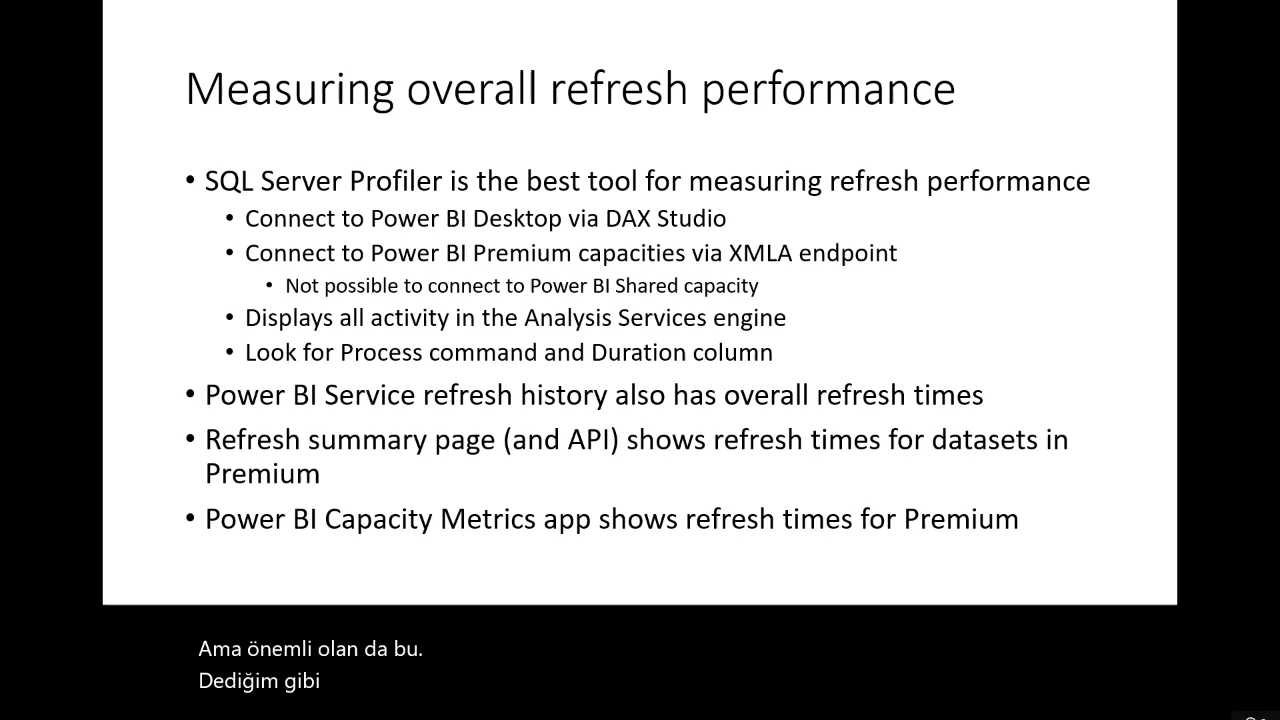 Measuring overall refresh performance
• SQL Server Profiler is the best tool for measuring refresh performance
• Connect to Power BI Desktop via DAX Studio
• Connect to Power BI Premium capacities via XMLA endpoint
• Not possible to connect to Power BI Shared capacity
• Displays all activity in the Analysis Services engine
• Look for Process command and Duration column
• Power BI Service refresh history also has overall refresh times
• Refresh summary page (and API) shows refresh times for datasets in
Premium
• Power BI Capacity Metrics app shows refresh times for Premium
Ama önemli olan da bu.
Dediğim gibi